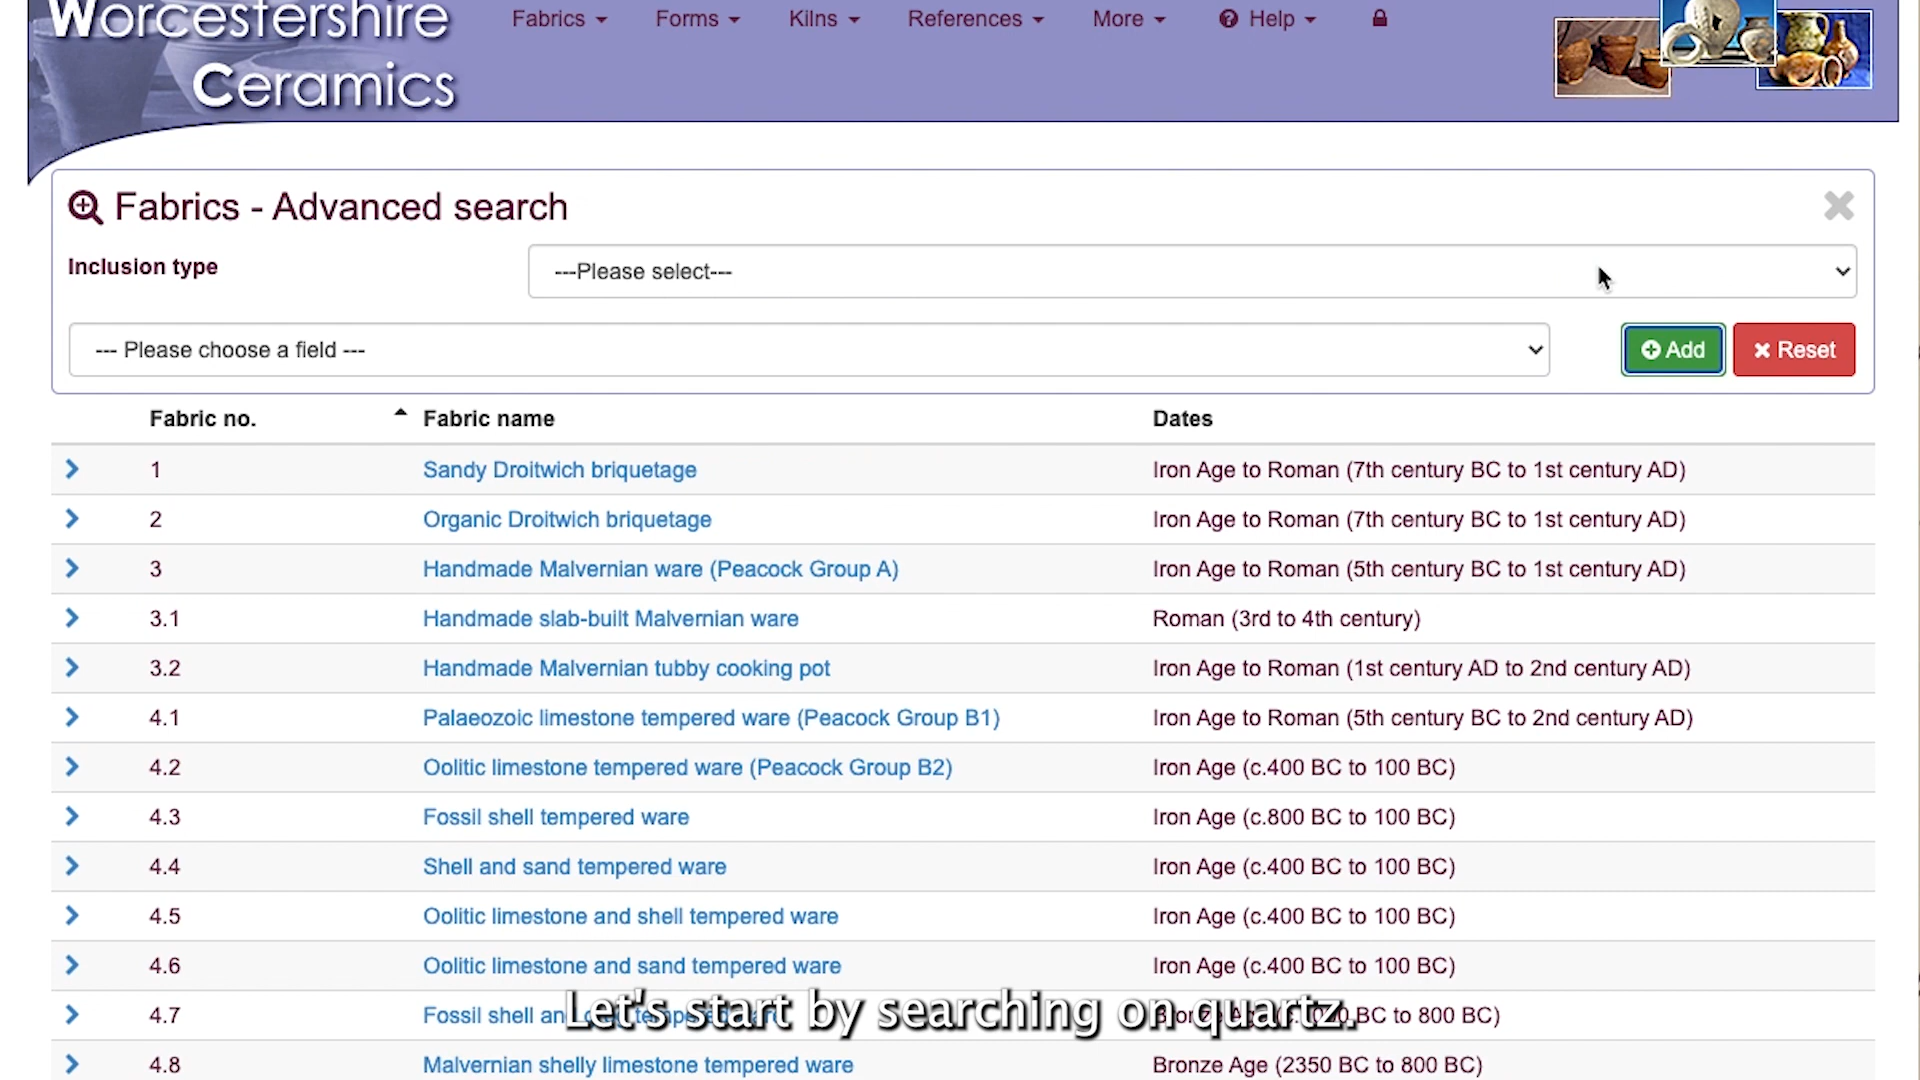 Worcestershire
Ceramics
Fabrics
Forms
Kilns
References
More
Help
Fabrics - Advanced search
Inclusion type
---Please select---
--- Please choose a field ---
Add
Reset
Fabric no. Fabric name Dates
1 Sandy Droitwich briquetage Iron Age to Roman (7th century BC to 1st century AD)
2 Organic Droitwich briquetage Iron Age to Roman (7th century BC to 1st century AD)
3 Handmade Malvernian ware (Peacock Group A) Iron Age to Roman (5th century BC to 1st century AD)
3.1 Handmade slab-built Malvernian ware Roman (3rd to 4th century)
3.2 Handmade Malvernian tubby cooking pot Iron Age to Roman (1st century AD to 2nd century AD)
4.1 Palaeozoic limestone tempered ware (Peacock Group B1) Iron Age to Roman (5th century BC to 2nd century AD)
4.2 Oolitic limestone tempered ware (Peacock Group B2) Iron Age (c.400 BC to 100 BC)
4.3 Fossil shell tempered ware Iron Age (c.800 BC to 100 BC)
4.4 Shell and sand tempered ware Iron Age (c.400 BC to 100 BC)
4.5 Oolitic limestone and shell tempered ware Iron Age (c.400 BC to 100 BC)
4.6 Oolitic limestone and sand tempered ware Iron Age (c.400 BC to 100 BC)
4.7 Fossil shell BC to 800 BC)
Let's start by searching on quartz.
4.8 Malvernian shelly limestone tempered ware Bronze Age (2350 BC to 800 BC)